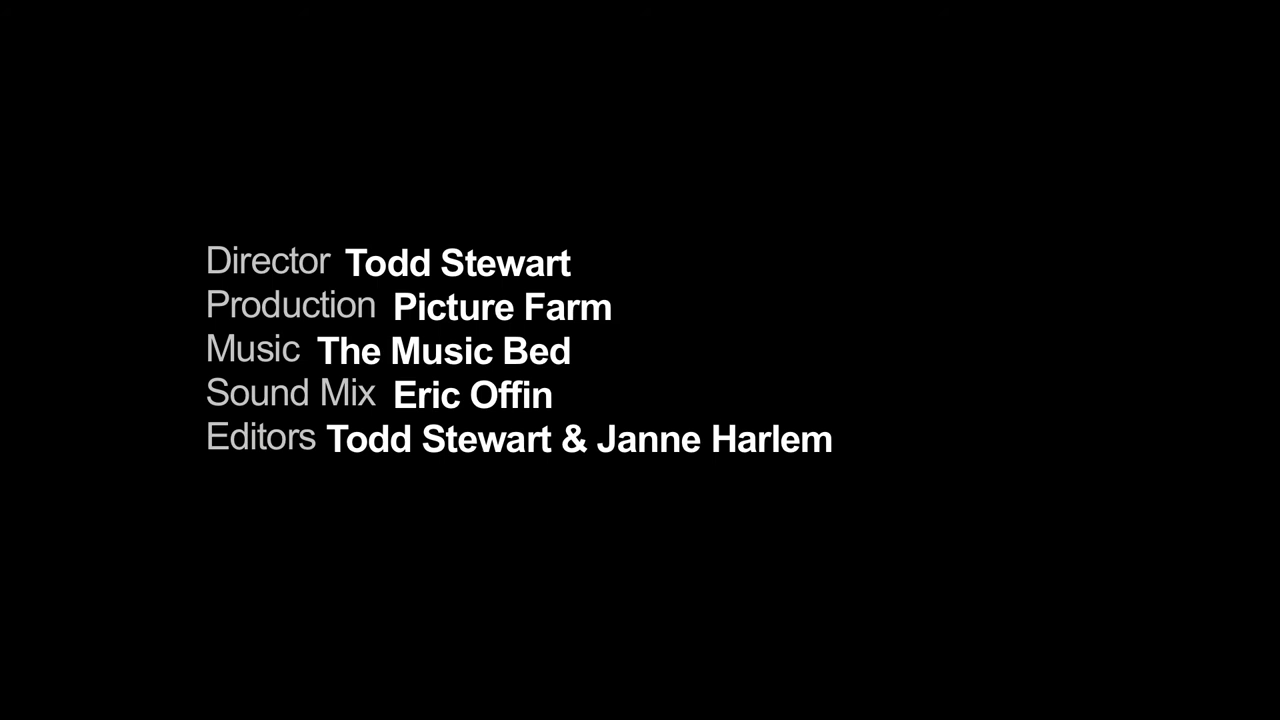 Director Todd Stewart
Production Picture Farm
Music The Music Bed
Sound Mix Eric Offin
Editors Todd Stewart & Janne Harlem